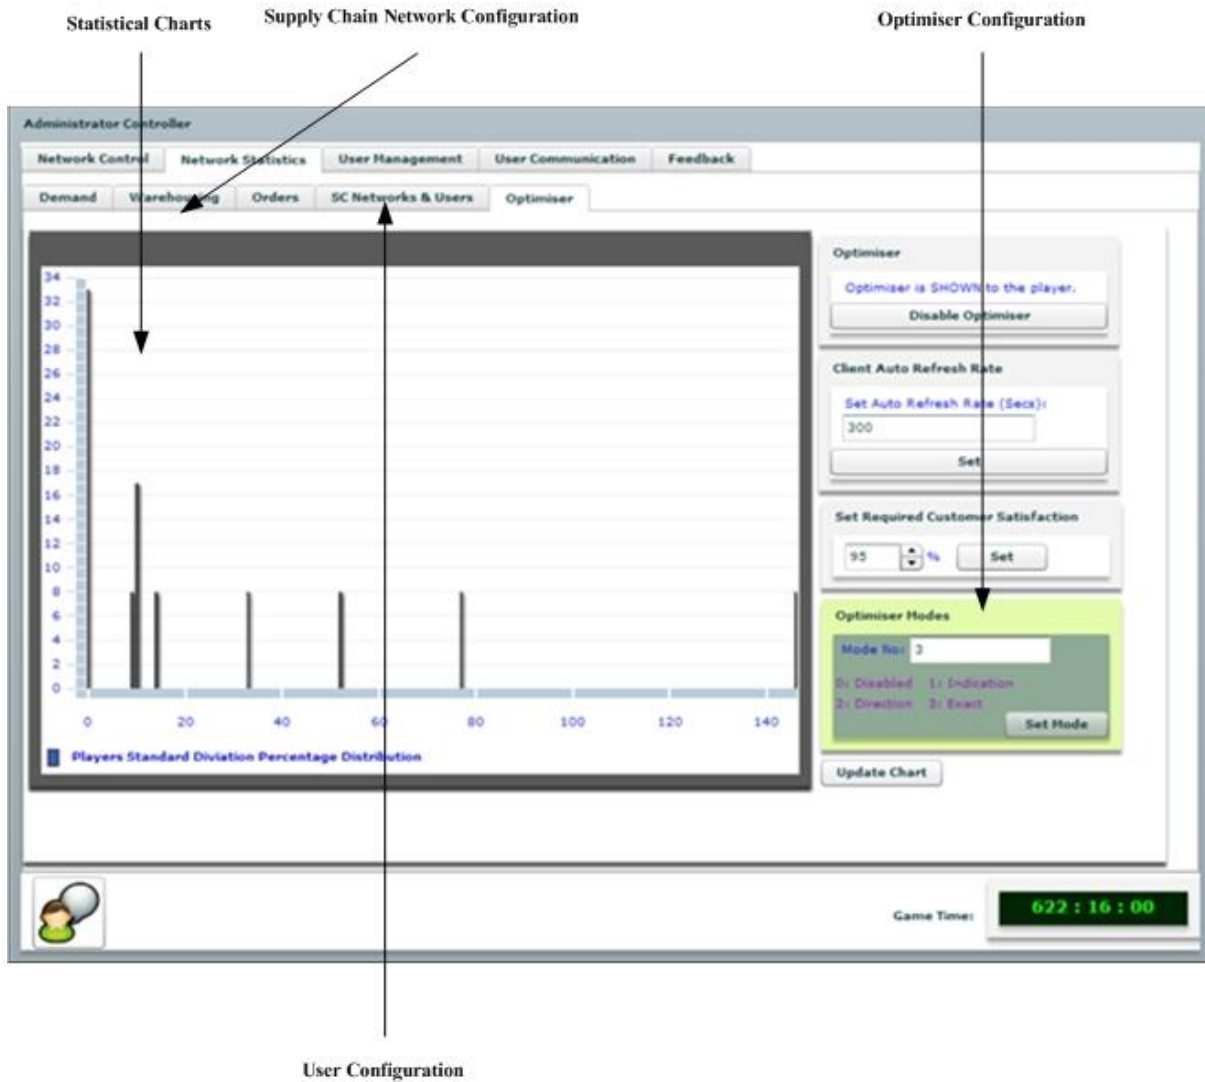 Statistical Charts
Supply Chain Network Configuration
Optimiser Configuration
Administrator Controller
Network Control
Network Statistics
User Management
User Communication
Feedback
Demand
Warehousing
Orders
SC Networks & Users
Optimiser
34
32
30
28
26
24
22
20
18
16
14
12
10
8
6
4
2
0
0 20 40 60 80 100 120 140
Players Standard Diviation Percentage Distribution
Optimiser
Optimiser is SHOWN to the player.
Disable Optimiser
Client Auto Refresh Rate
Set Auto Refresh Rate (Secs):
300
Set
Set Required Customer Satisfaction
95 % Set
Optimiser Modes
Mode No: 3
0: Disabled 1: Indication
2: Direction 3: Exact
Set Mode
Update Chart
Game Time: 622 : 16 : 00
User Configuration